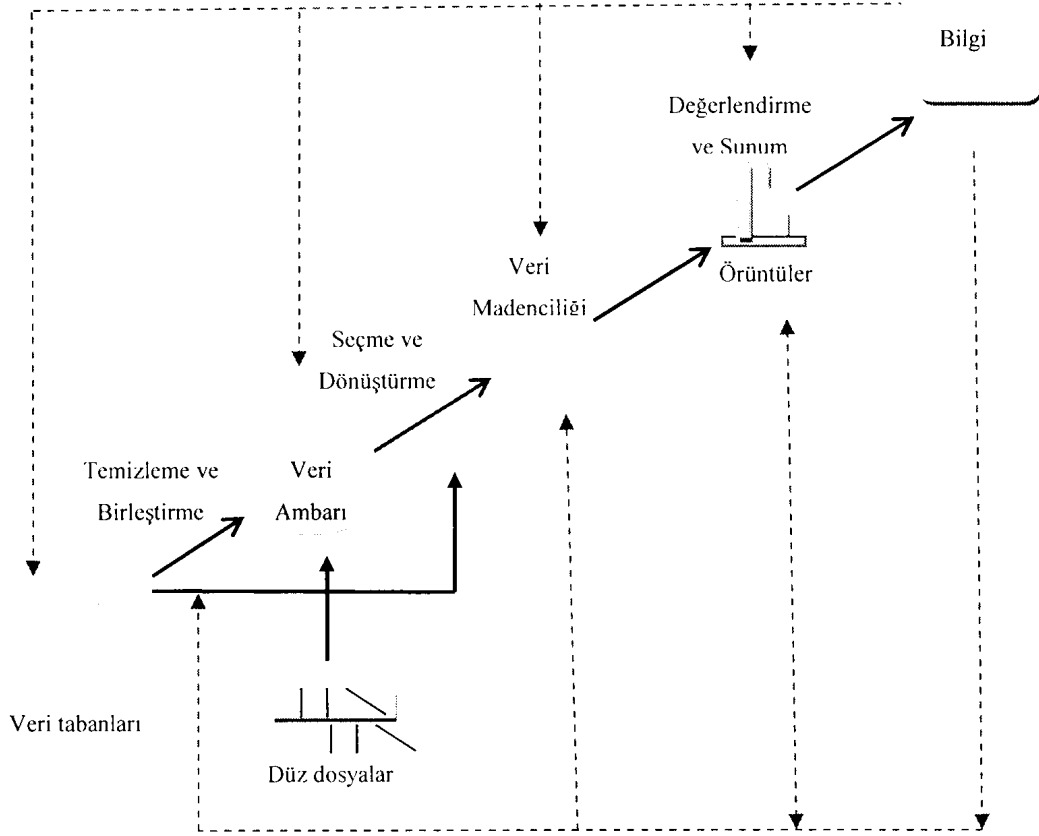 Bilgi
Değerlendirme
ve Sunum
Örüntüler
Veri
Madenciliği
Seçme ve
Dönüştürme
Temizleme ve
Birleştirme
Veri
Ambarı
Veri tabanları
Düz dosyalar